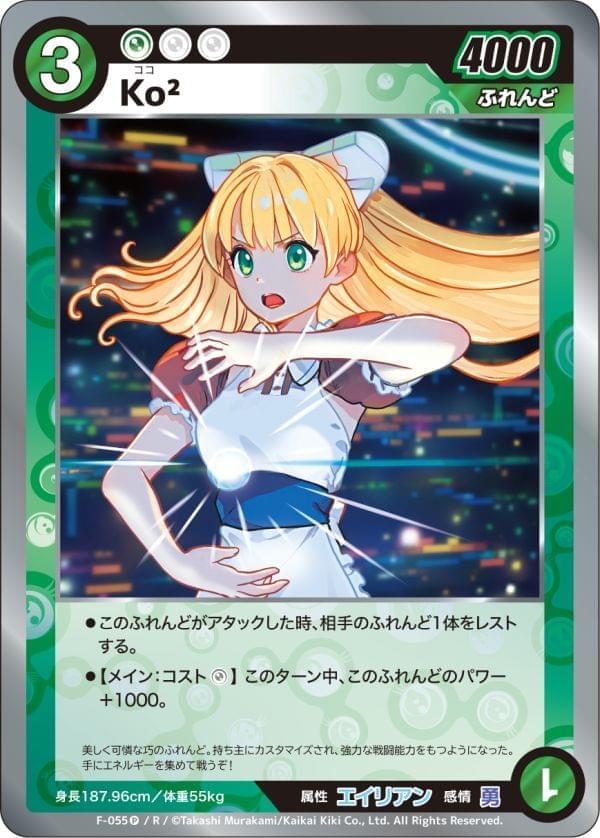 3
ココ
Ko²
4000
ふれんど
●このふれんどがアタックした時、相手のふれんど1体をレスト
する。
●【メイン：コスト】このターン中、このふれんどのパワー
＋1000。
美しく可憐な巧のふれんど。持ち主にカスタマイズされ、強力な戦闘能力をもつようになった。
手にエネルギーを集めて戦うぞ！
身長187.96cm／体重55kg
属性 エイリアン 感情 勇
1
F-055 Ⓟ / R / ©Takashi Murakami/Kaikai Kiki Co., Ltd. All Rights Reserved.